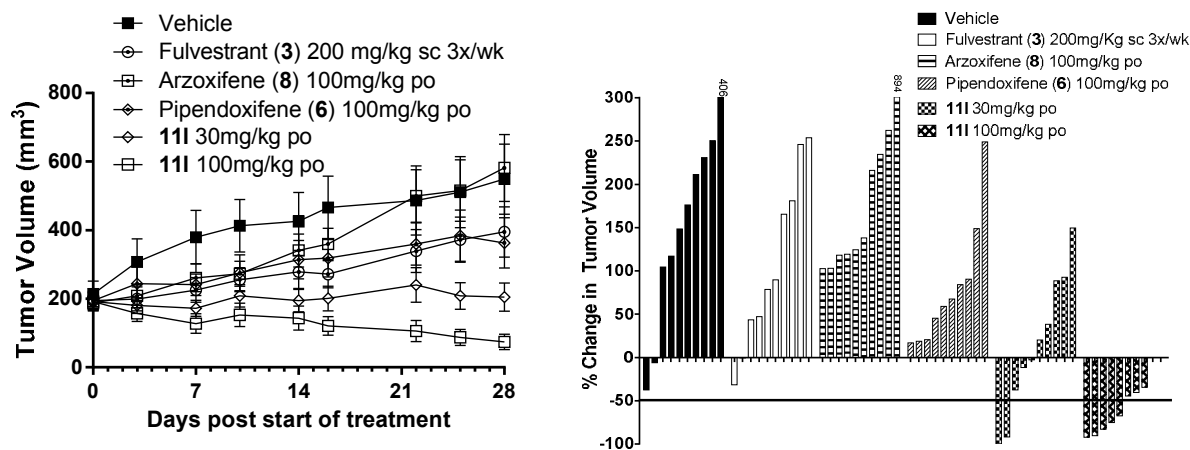 Vehicle
Fulvestrant (3) 200 mg/kg sc 3x/wk
Arzoxifene (8) 100mg/kg po
Pipendoxifene (6) 100mg/kg po
11l 30mg/kg po
11l 100mg/kg po
Tumor Volume (mm³)
800
600
400
200
0
0 7 14 21 28
Days post start of treatment
Vehicle
Fulvestrant (3) 200mg/Kg sc 3x/wk
Arzoxifene (8) 100mg/kg po
Pipendoxifene (6) 100mg/kg po
11l 30mg/kg po
11l 100mg/kg po
406
894
% Change in Tumor Volume
300
250
200
150
100
50
0
-50
-100